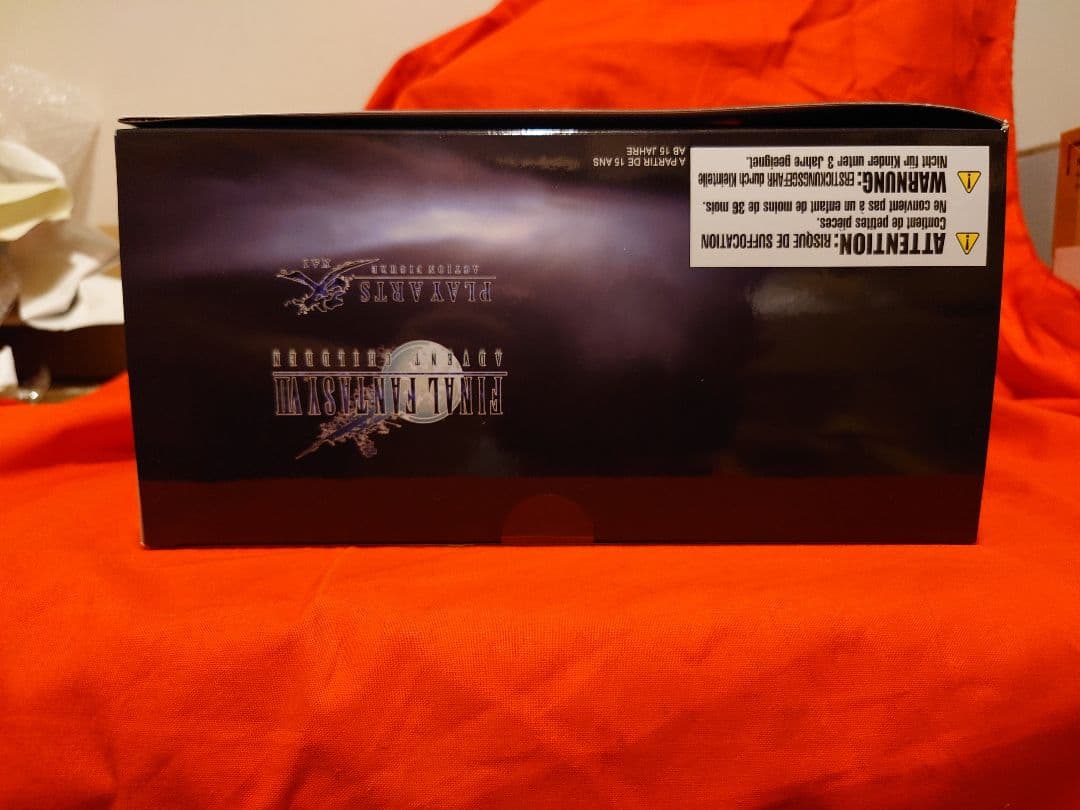 FINAL FANTASY VII
ADVENT CHILDREN
PLAY ARTS
ACTION FIGURE
KAI
ATTENTION: RISQUE DE SUFFOCATION
Contient de petites pièces.
Ne convient pas à un enfant de moins de 36 mois.
WARNUNG: ERSTICKUNGSGEFAHR durch Kleinteile
Nicht für Kinder unter 3 Jahre geeignet.
A PARTIR DE 15 ANS
AB 15 JAHRE